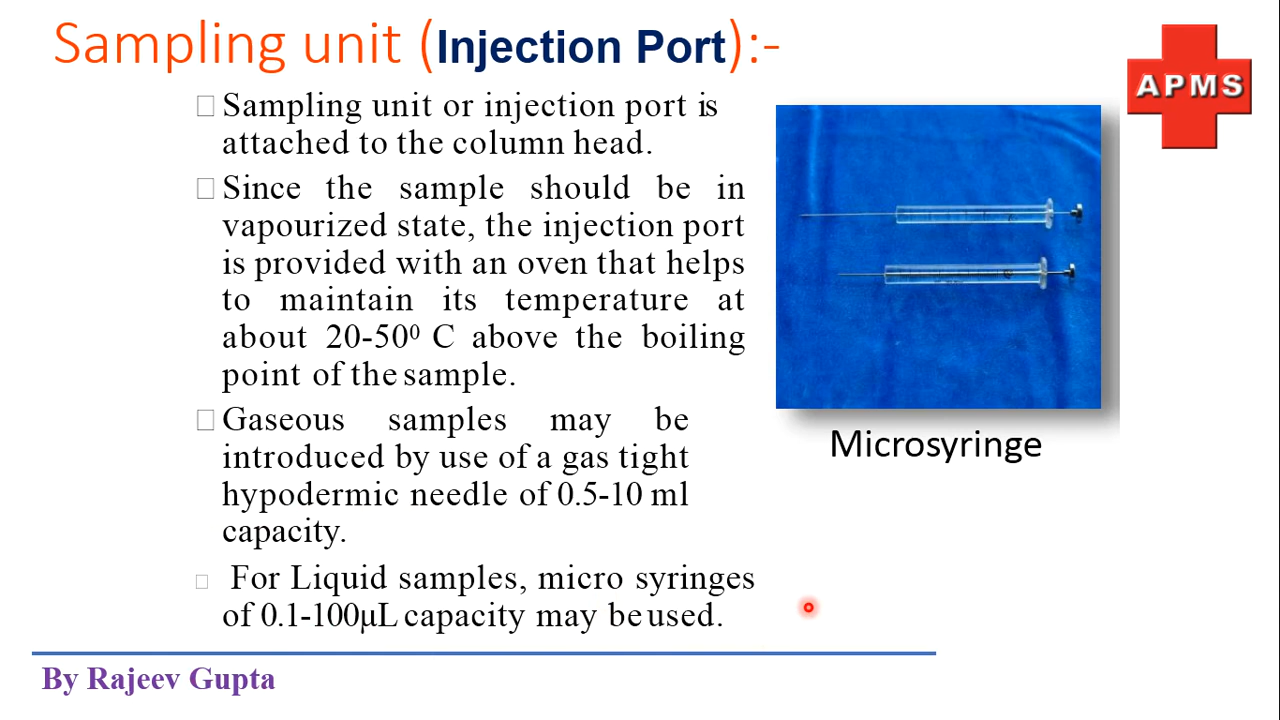 Sampling unit (Injection Port):-
APMS
Sampling unit or injection port is
attached to the column head.
Since the sample should be in
vapourized state, the injection port
is provided with an oven that helps
to maintain its temperature at
about 20-50⁰ C above the boiling
point of the sample.
Gaseous samples may be
introduced by use of a gas tight
hypodermic needle of 0.5-10 ml
capacity.
For Liquid samples, micro syringes
of 0.1-100μL capacity may be used.
Microsyringe
By Rajeev Gupta